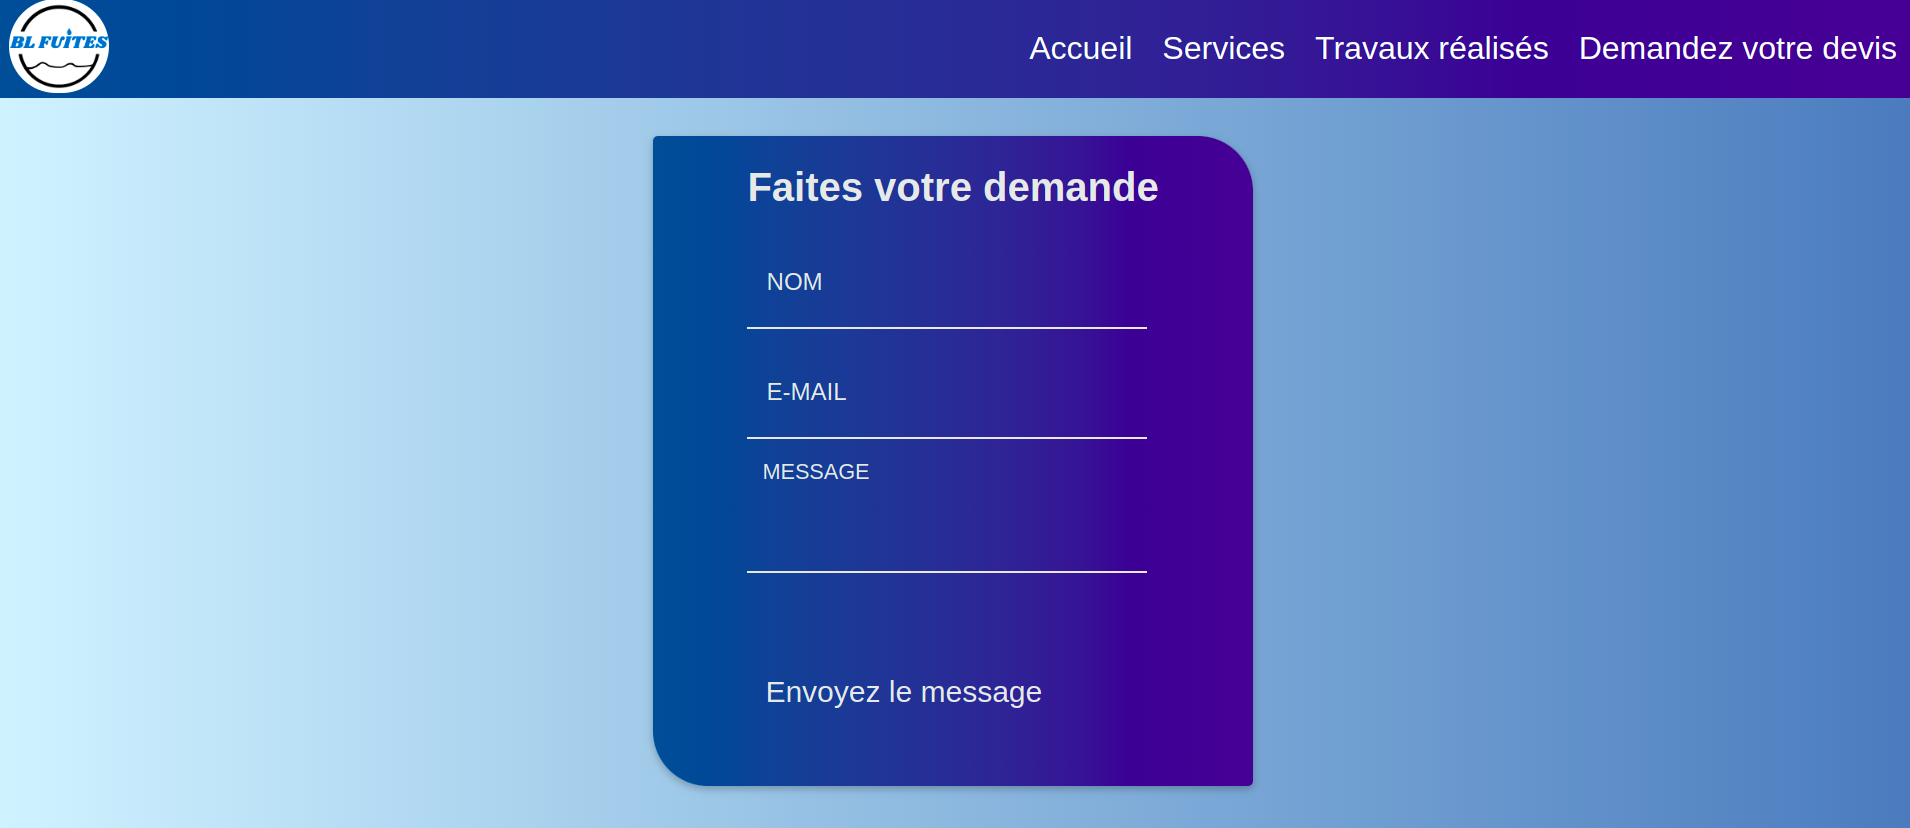 BL FUITES
Accueil Services Travaux réalisés Demandez votre devis
Faites votre demande
NOM
E-MAIL
MESSAGE
Envoyez le message